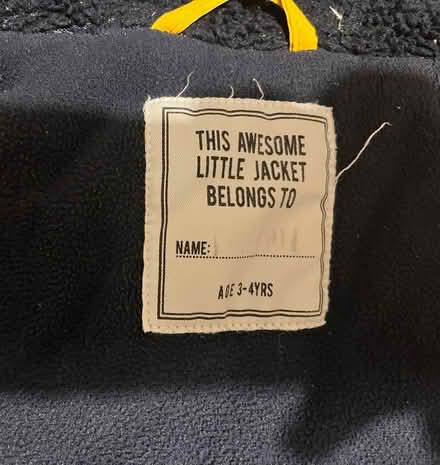 THIS AWESOME
LITTLE JACKET
BELONGS TO
NAME:
AGE 3-4YRS